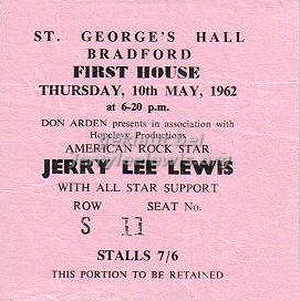 ST. GEORGE'S HALL
BRADFORD
FIRST HOUSE
THURSDAY, 10th MAY, 1962
at 6-20 p.m.
DON ARDEN presents in association with
Hopeleye Productions
AMERICAN ROCK STAR
JERRY LEE LEWIS
WITH ALL STAR SUPPORT
ROW SEAT No.
S 11
STALLS 7/6
THIS PORTION TO BE RETAINED